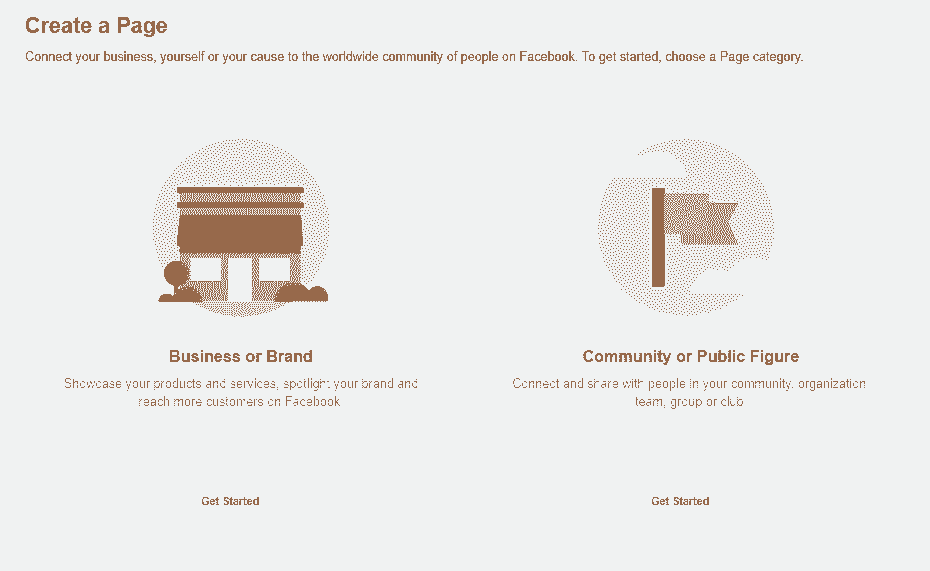 Create a Page
Connect your business, yourself or your cause to the worldwide community of people on Facebook. To get started, choose a Page category.
Business or Brand
Showcase your products and services, spotlight your brand and
reach more customers on Facebook
Community or Public Figure
Connect and share with people in your community, organization
team, group or club
Get Started
Get Started